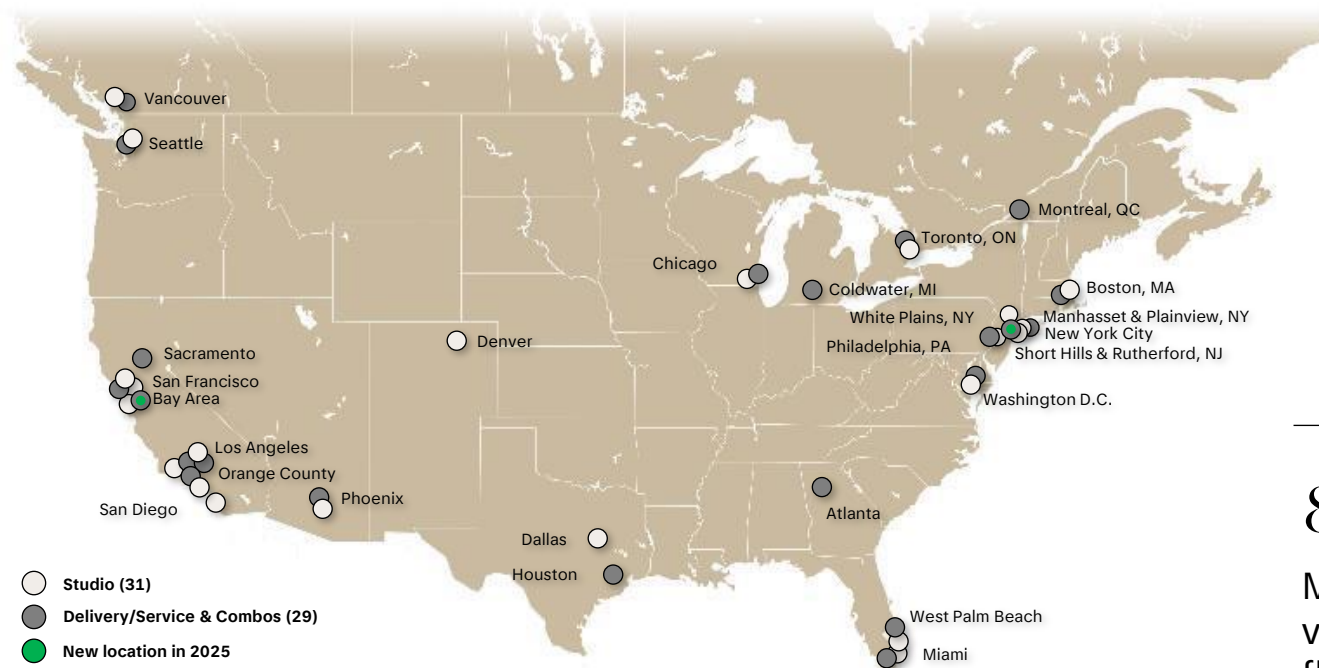 Vancouver
Seattle
Montreal, QC
Toronto, ON
Chicago
Coldwater, MI
Boston, MA
White Plains, NY
Manhasset & Plainview, NY
New York City
Philadelphia, PA
Short Hills & Rutherford, NJ
Denver
Sacramento
San Francisco
Bay Area
Washington D.C.
Los Angeles
Orange County
Phoenix
San Diego
Atlanta
Dallas
Houston
West Palm Beach
Miami
Studio (31)
Delivery/Service & Combos (29)
New location in 2025